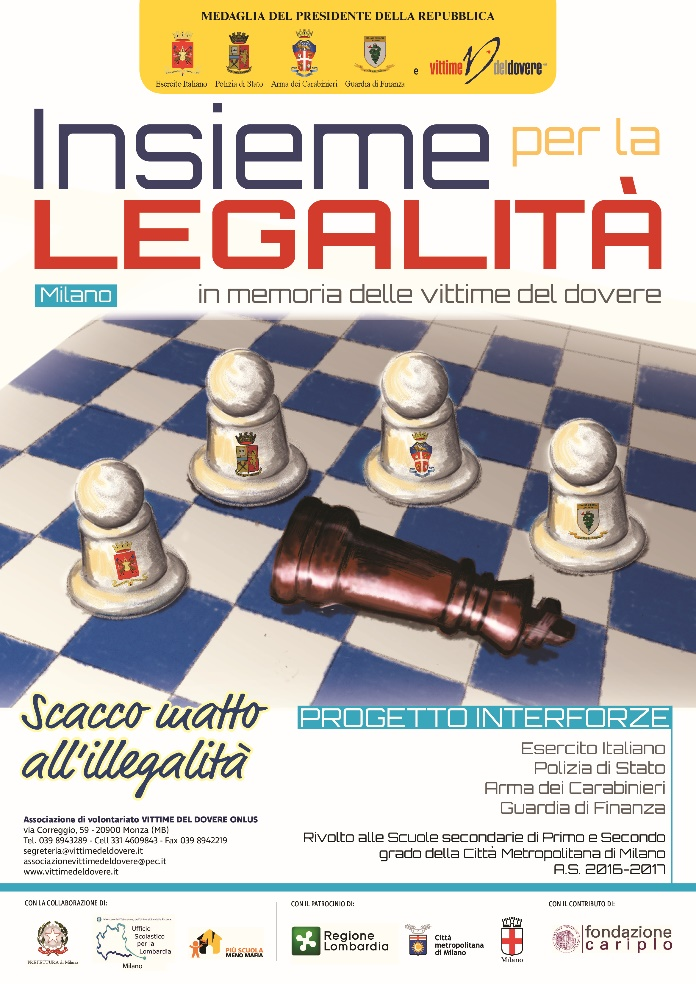 MEDAGLIA DEL PRESIDENTE DELLA REPUBBLICA
Esercito Italiano Polizia di Stato Arma dei Carabinieri Guardia di Finanza e vittime del dovere
Insieme per la
LEGALITÀ
Milano in memoria delle vittime del dovere
Scacco matto
all'illegalità
PROGETTO INTERFORZE
Esercito Italiano
Polizia di Stato
Arma dei Carabinieri
Guardia di Finanza
Associazione di volontariato VITTIME DEL DOVERE ONLUS
via Correggio, 59 - 20900 Monza (MB)
Tel. 039 8943289 - Cell 331 4609843 - Fax 039 8942219
segreteria@vittimedeldovere.it
associazionevittimedeldovere@pec.it
www.vittimedeldovere.it
Rivolto alle Scuole secondarie di Primo e Secondo
grado della Città Metropolitana di Milano
A.S. 2016-2017
CON LA COLLABORAZIONE DI:
PREFETTURA di Milano
Ufficio
Scolastico
per la
Lombardia
Milano
PIÙ SCUOLA
MENO MAFIA
CON IL PATROCINIO DI:
Regione
Lombardia
Città
metropolitana
di Milano
Milano
CON IL CONTRIBUTO DI:
fondazione
cariplo